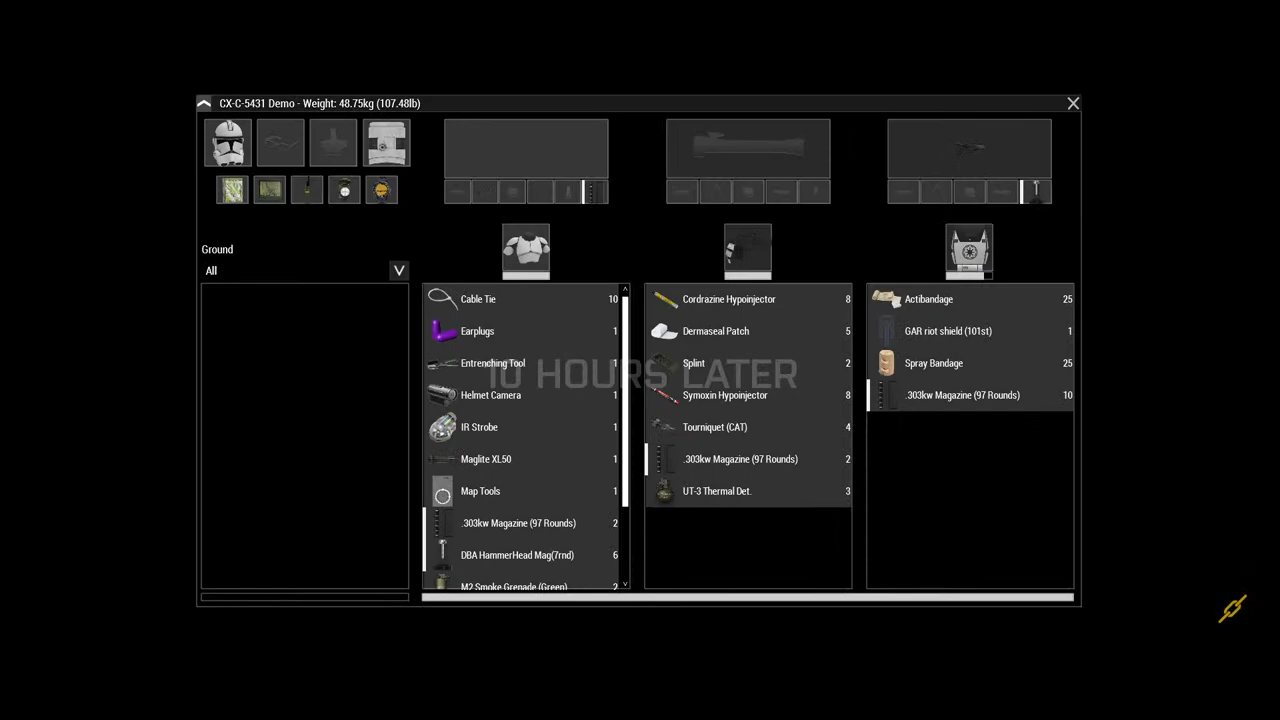 CX-C-5431 Demo - Weight: 48.75kg (107.48lb)
Ground
All
Cable Tie 10
Earplugs 1
Entrenching Tool 1
Helmet Camera 1
IR Strobe 1
Maglite XL50 1
Map Tools 1
.303kw Magazine (97 Rounds) 2
DBA HammerHead Mag(7rnd) 6
M2 Smoke Grenade (Green) 2
Cordrazine Hypoinjector 8
Dermaseal Patch 5
Splint 2
Symoxin Hypoinjector 8
Tourniquet (CAT) 4
.303kw Magazine (97 Rounds) 2
UT-3 Thermal Det. 3
Actibandage 25
GAR riot shield (101st) 1
Spray Bandage 25
.303kw Magazine (97 Rounds) 10
10 HOURS LATER